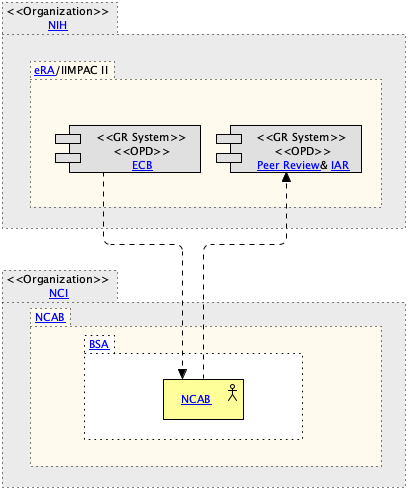 <<Organization>>
NIH
eRA/IIMPAC II
<<GR System>>
<<OPD>>
ECB
<<GR System>>
<<OPD>>
Peer Review& IAR
<<Organization>>
NCI
NCAB
BSA
NCAB